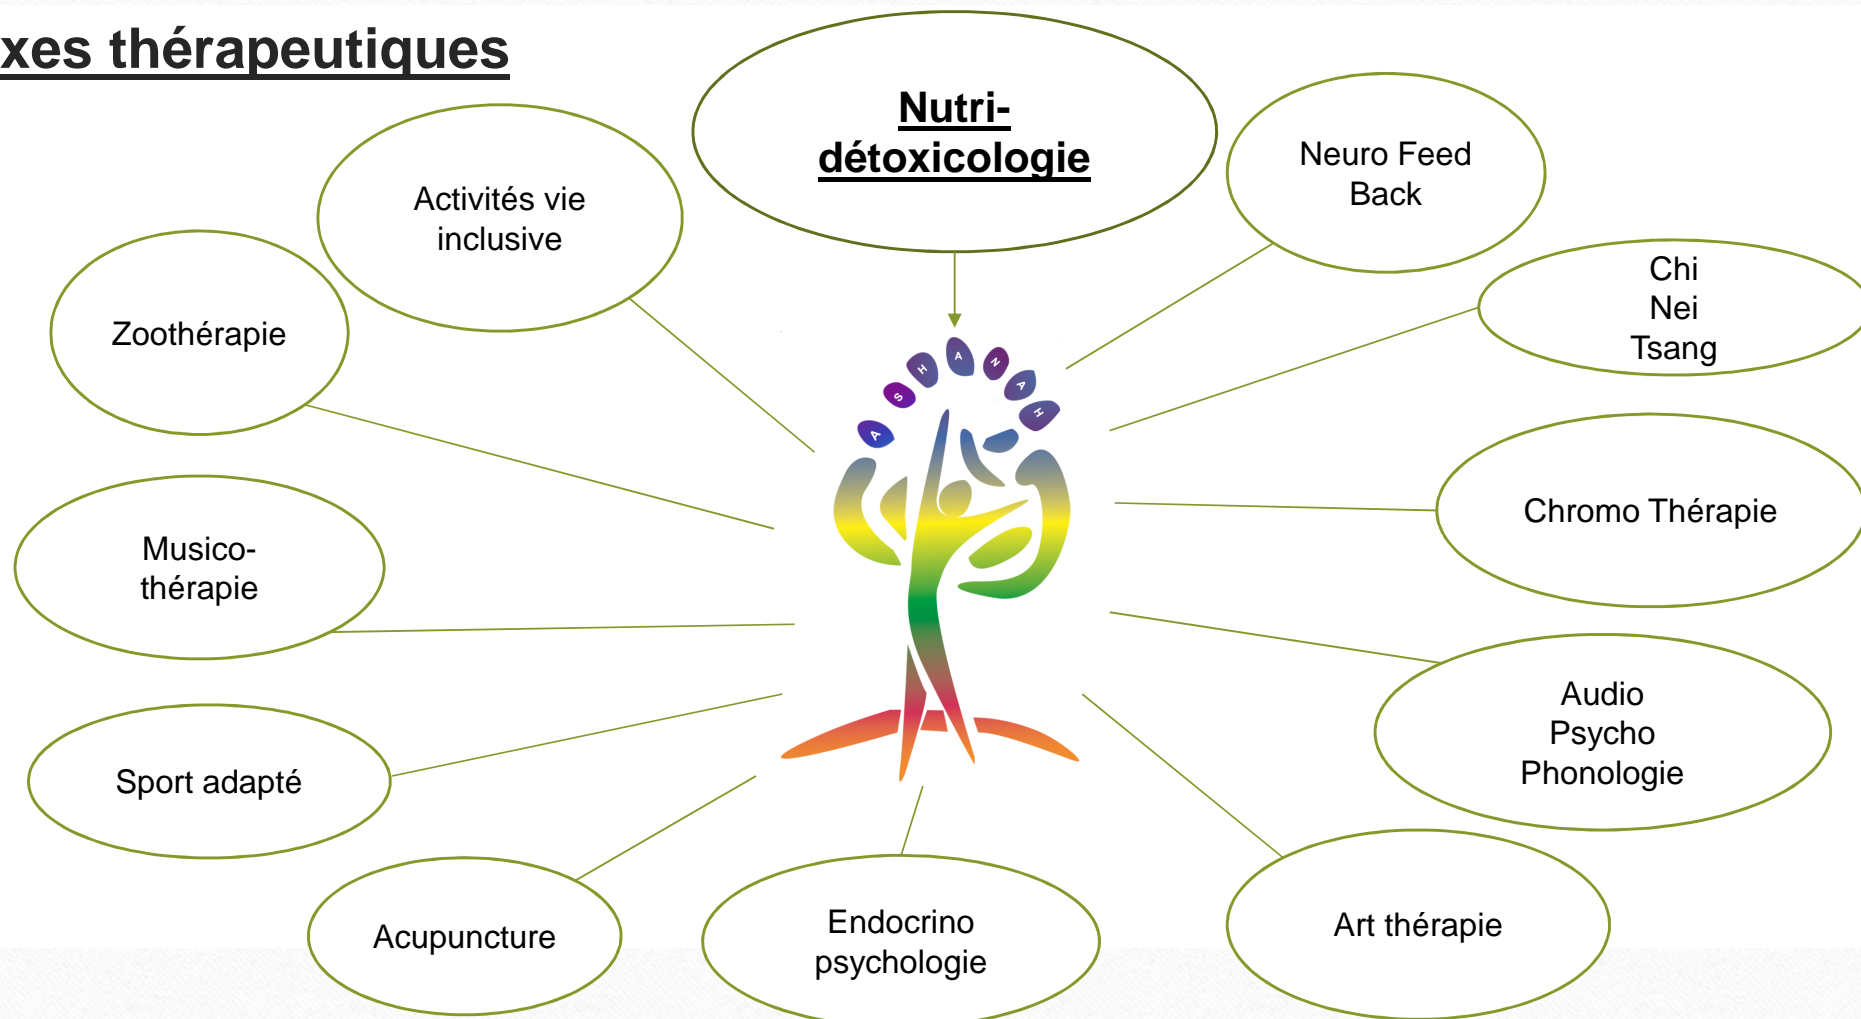 xes thérapeutiques
Nutri-
détoxicologie
Neuro Feed
Back
Activités vie
inclusive
Chi
Nei
Tsang
Zoothérapie
A S H A N A H
Chromo Thérapie
Musico-
thérapie
Audio
Psycho
Phonologie
Sport adapté
Art thérapie
Acupuncture
Endocrino
psychologie